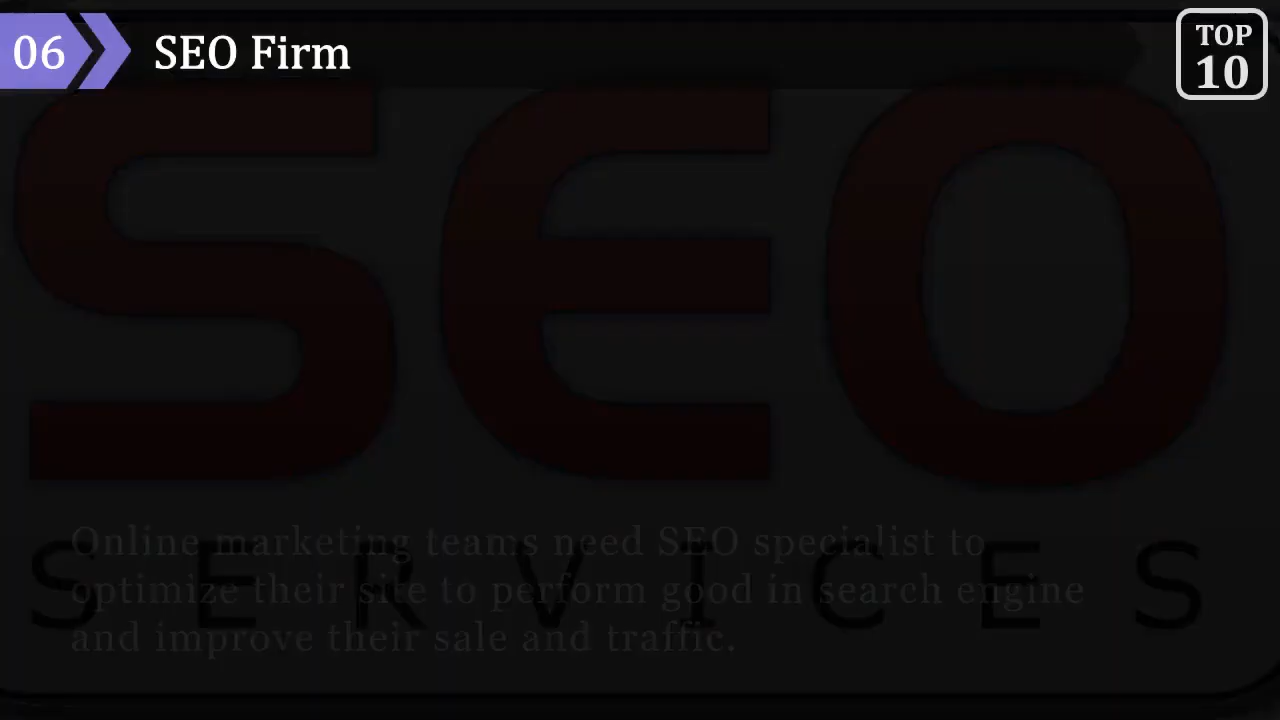 06
SEO Firm
TOP
10
SEO
Online marketing teams need SEO specialist to
optimize their site to perform good in search engine
and improve their sale and traffic.
SERVICES